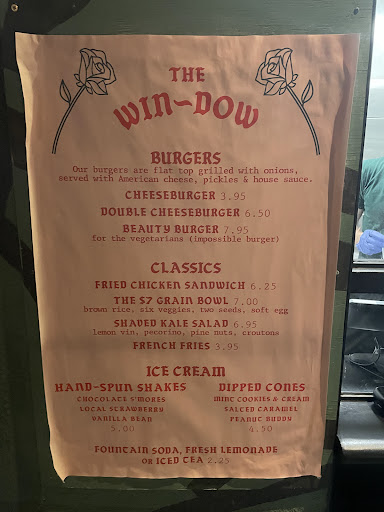 THE
WIN~DOW
BURGERS
Our burgers are flat top grilled with onions,
served with American cheese, pickles & house sauce.
CHEESEBURGER 3.95
DOUBLE CHEESEBURGER 6.50
BEAUTY BURGER 7.95
for the vegetarians (impossible burger)
CLASSICS
FRIED CHICKEN SANDWICH 6.25
THE $7 GRAIN BOWL 7.00
brown rice, six veggies, two seeds, soft egg
SHAVED KALE SALAD 6.95
lemon vin, pecorino, pine nuts, croutons
FRENCH FRIES 3.95
ICE CREAM
HAND-SPUN SHAKES
CHOCOLATE S'MORES
LOCAL STRAWBERRY
VANILLA BEAN
5.00
DIPPED CONES
MINT COOKIES & CREAM
SALTED CARAMEL
PEANUT BUDDY
4.50
FOUNTAIN SODA, FRESH LEMONADE
OR ICED TEA 2.25